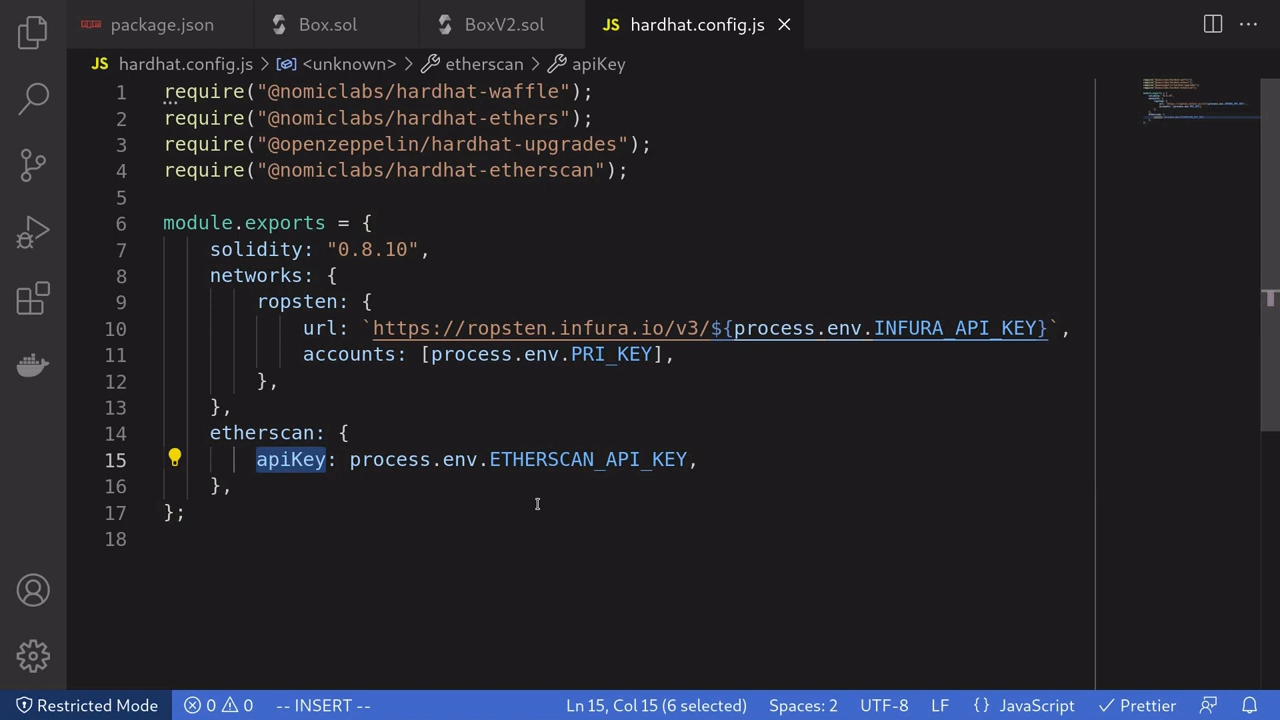 package.json Box.sol BoxV2.sol JS hardhat.config.js
JS hardhat.config.js > <unknown> > etherscan > apiKey
1 require("@nomiclabs/hardhat-waffle");
2 require("@nomiclabs/hardhat-ethers");
3 require("@openzeppelin/hardhat-upgrades");
4 require("@nomiclabs/hardhat-etherscan");
5
6 module.exports = {
7 solidity: "0.8.10",
8 networks: {
9 ropsten: {
10 url: `https://ropsten.infura.io/v3/${process.env.INFURA_API_KEY}`,
11 accounts: [process.env.PRI_KEY],
12 },
13 },
14 etherscan: {
15 apiKey: process.env.ETHERSCAN_API_KEY,
16 },
17 };
18
Restricted Mode 0 0 -- INSERT -- Ln 15, Col 15 (6 selected) Spaces: 2 UTF-8 LF {} JavaScript Prettier